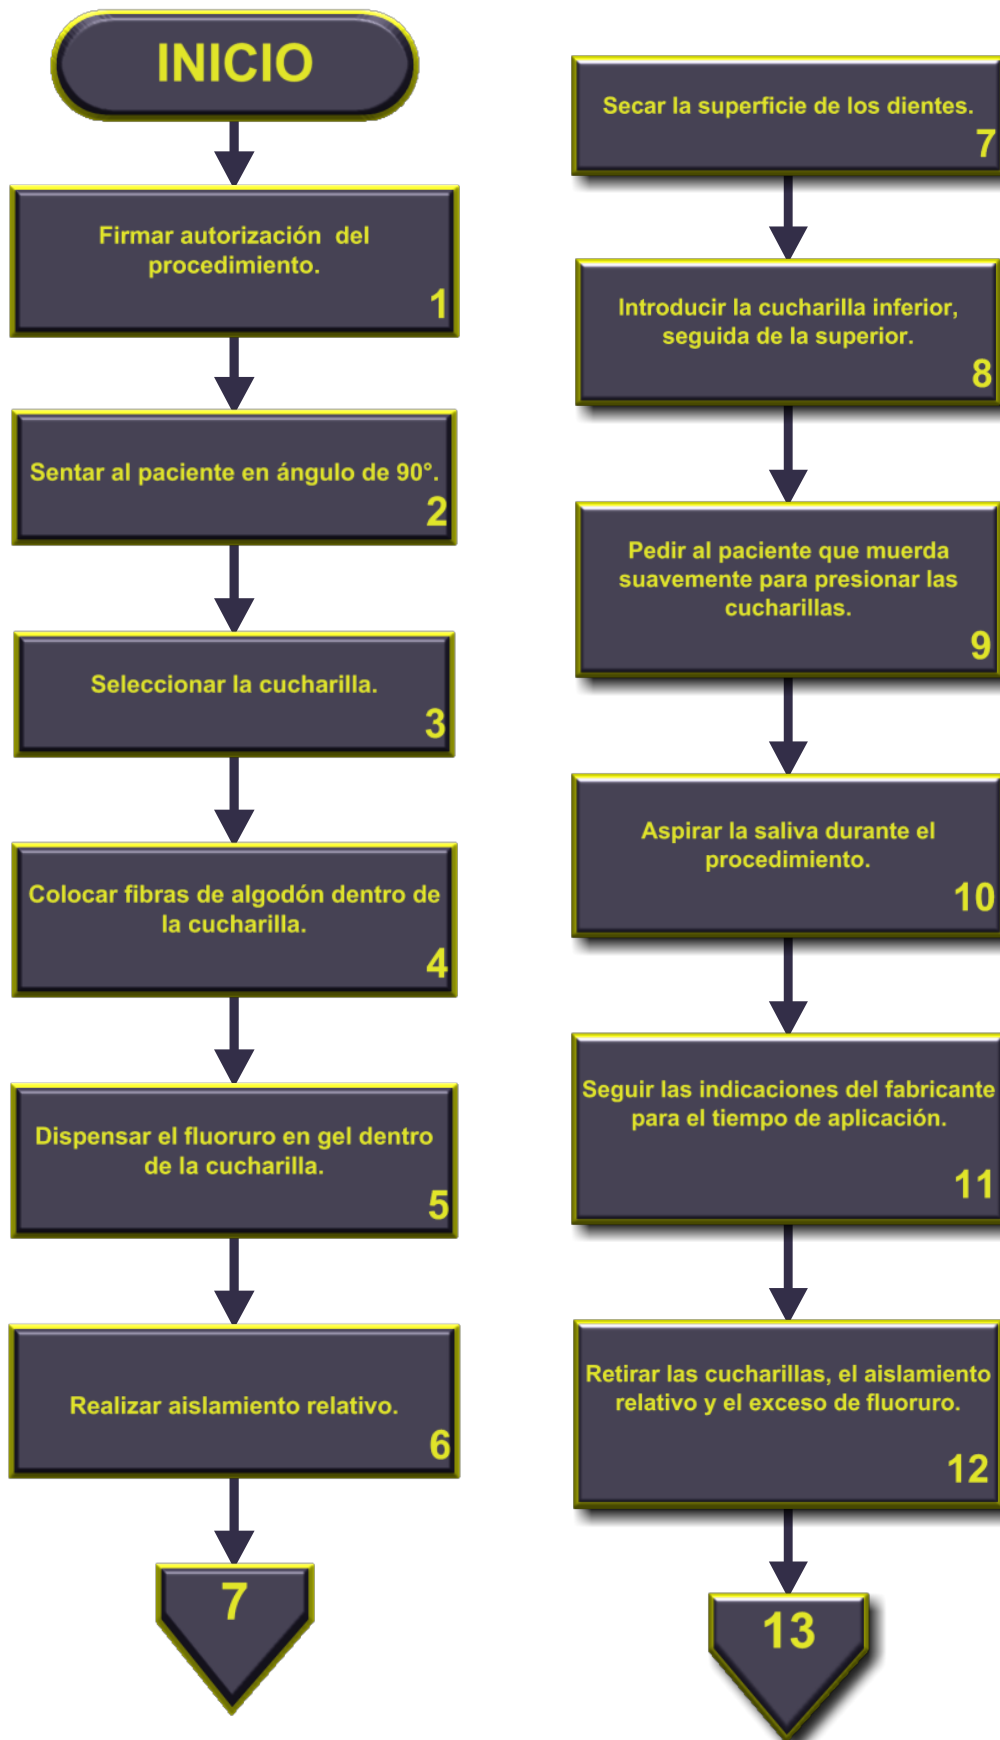 INICIO
Firmar autorización del
procedimiento.
1
Sentar al paciente en ángulo de 90°.
2
Seleccionar la cucharilla.
3
Colocar fibras de algodón dentro de
la cucharilla.
4
Dispensar el fluoruro en gel dentro
de la cucharilla.
5
Realizar aislamiento relativo.
6
7
Secar la superficie de los dientes.
7
Introducir la cucharilla inferior,
seguida de la superior.
8
Pedir al paciente que muerda
suavemente para presionar las
cucharillas.
9
Aspirar la saliva durante el
procedimiento.
10
Seguir las indicaciones del fabricante
para el tiempo de aplicación.
11
Retirar las cucharillas, el aislamiento
relativo y el exceso de fluoruro.
12
13